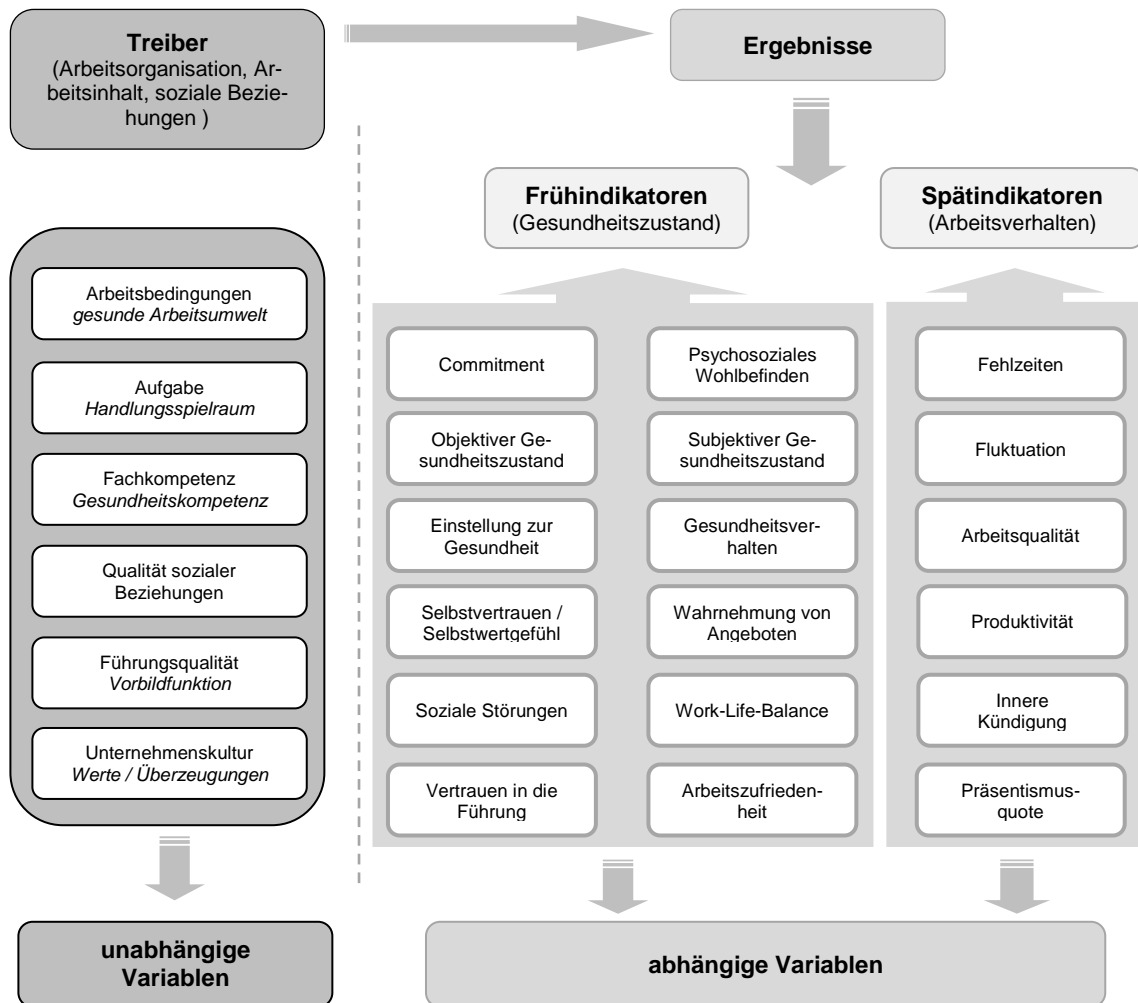 Treiber
(Arbeitsorganisation, Ar-
beitsinhalt, soziale Bezie-
hungen )
Ergebnisse
Frühindikatoren
(Gesundheitszustand)
Spätindikatoren
(Arbeitsverhalten)
Arbeitsbedingungen
gesunde Arbeitsumwelt
Aufgabe
Handlungsspielraum
Fachkompetenz
Gesundheitskompetenz
Qualität sozialer
Beziehungen
Führungsqualität
Vorbildfunktion
Unternehmenskultur
Werte / Überzeugungen
Commitment
Psychosoziales
Wohlbefinden
Objektiver Ge-
sundheitszustand
Subjektiver Ge-
sundheitszustand
Einstellung zur
Gesundheit
Gesundheitsver-
halten
Selbstvertrauen /
Selbstwertgefühl
Wahrnehmung von
Angeboten
Soziale Störungen
Work-Life-Balance
Vertrauen in die
Führung
Arbeitszufrieden-
heit
Fehlzeiten
Fluktuation
Arbeitsqualität
Produktivität
Innere
Kündigung
Präsentismus-
quote
unabhängige
Variablen
abhängige Variablen